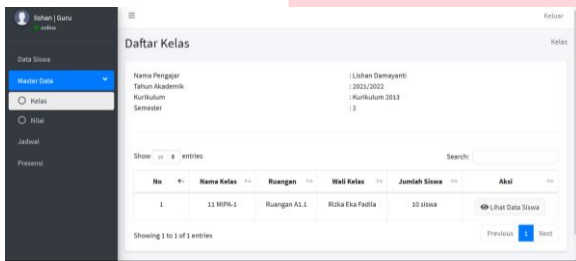 lishan | Guru
online
Keluar
Daftar Kelas
Kelas
Data Siswa
Master Data
Kelas
Nilai
Jadwal
Presensi
Nama Pengajar : Lishan Damayanti
Tahun Akademik : 2021/2022
Kurikulum : Kurikulum 2013
Semester : 2
Show 10 entries
Search:
No Nama Kelas Ruangan Wali Kelas Jumlah Siswa Aksi
1 11 MIPA-1 Ruangan A1.1 Rizka Eka Fadila 10 siswa Lihat Data Siswa
Showing 1 to 1 of 1 entries
Previous 1 Next